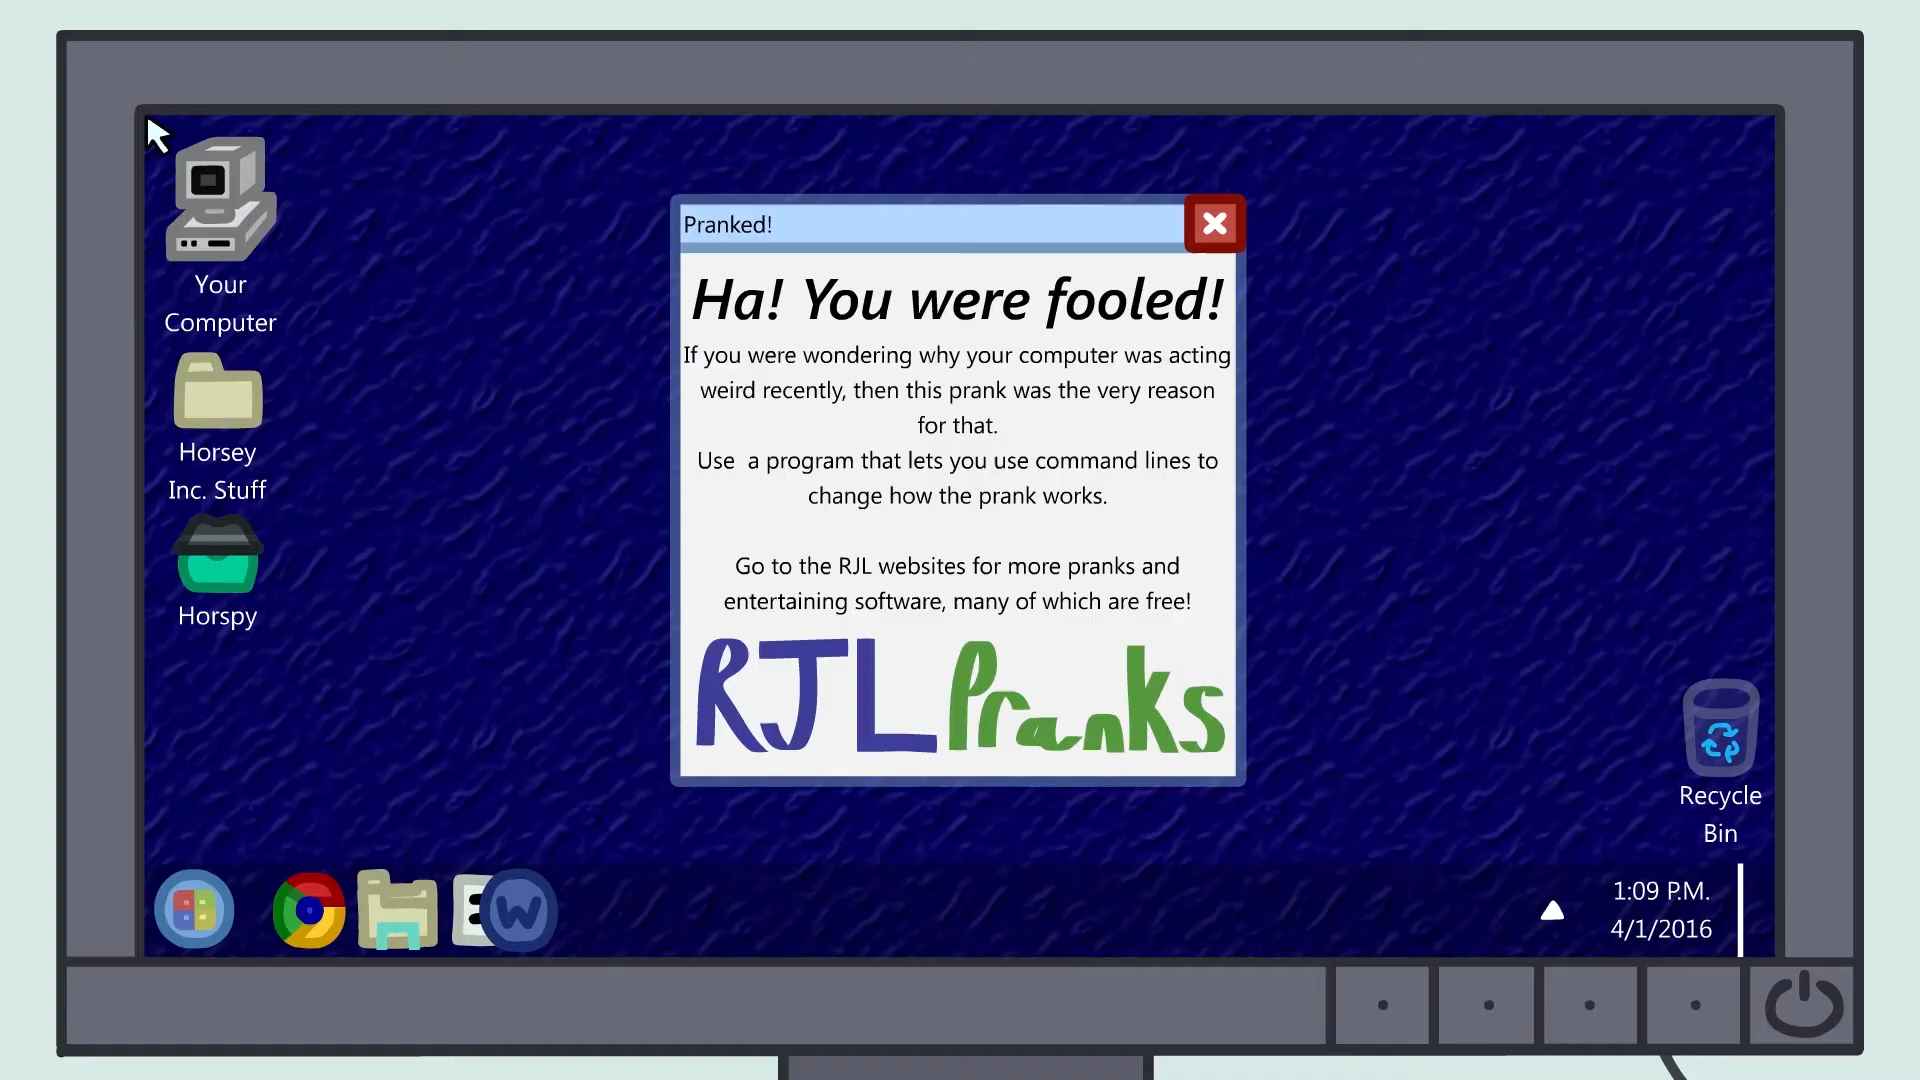 Your
Computer
Horsey
Inc. Stuff
Horspy
Pranked!
Ha! You were fooled!
If you were wondering why your computer was acting
weird recently, then this prank was the very reason
for that.
Use  a program that lets you use command lines to
change how the prank works.
Go to the RJL websites for more pranks and
entertaining software, many of which are free!
RJL Pranks
Recycle
Bin
W
1:09 P.M.
4/1/2016